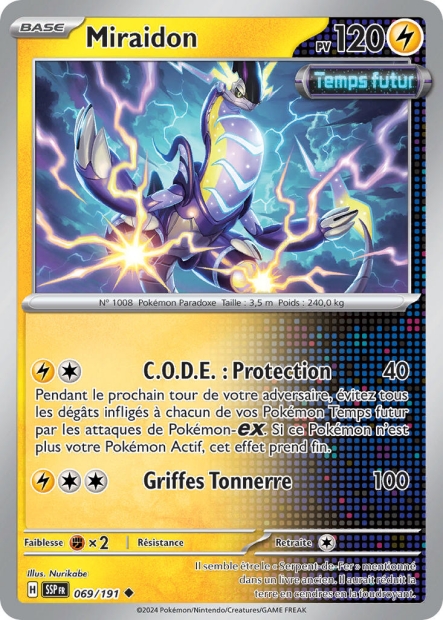 BASE
Miraidon
PV 120
Temps futur
N° 1008 Pokémon Paradoxe Taille : 3,5 m Poids : 240,0 kg
C.O.D.E. : Protection 40
Pendant le prochain tour de votre adversaire, évitez tous
les dégâts infligés à chacun de vos Pokémon Temps futur
par les attaques de Pokémon-ex. Si ce Pokémon n'est
plus votre Pokémon Actif, cet effet prend fin.
Griffes Tonnerre 100
Faiblesse ×2 Résistance Retraite
Illus. Nurikabe
Il semble être le « Serpent-de-Fer » mentionné
dans un livre ancien. Il aurait réduit la
terre en cendres en la foudroyant.
H SSP FR 069/191
©2024 Pokémon/Nintendo/Creatures/GAME FREAK